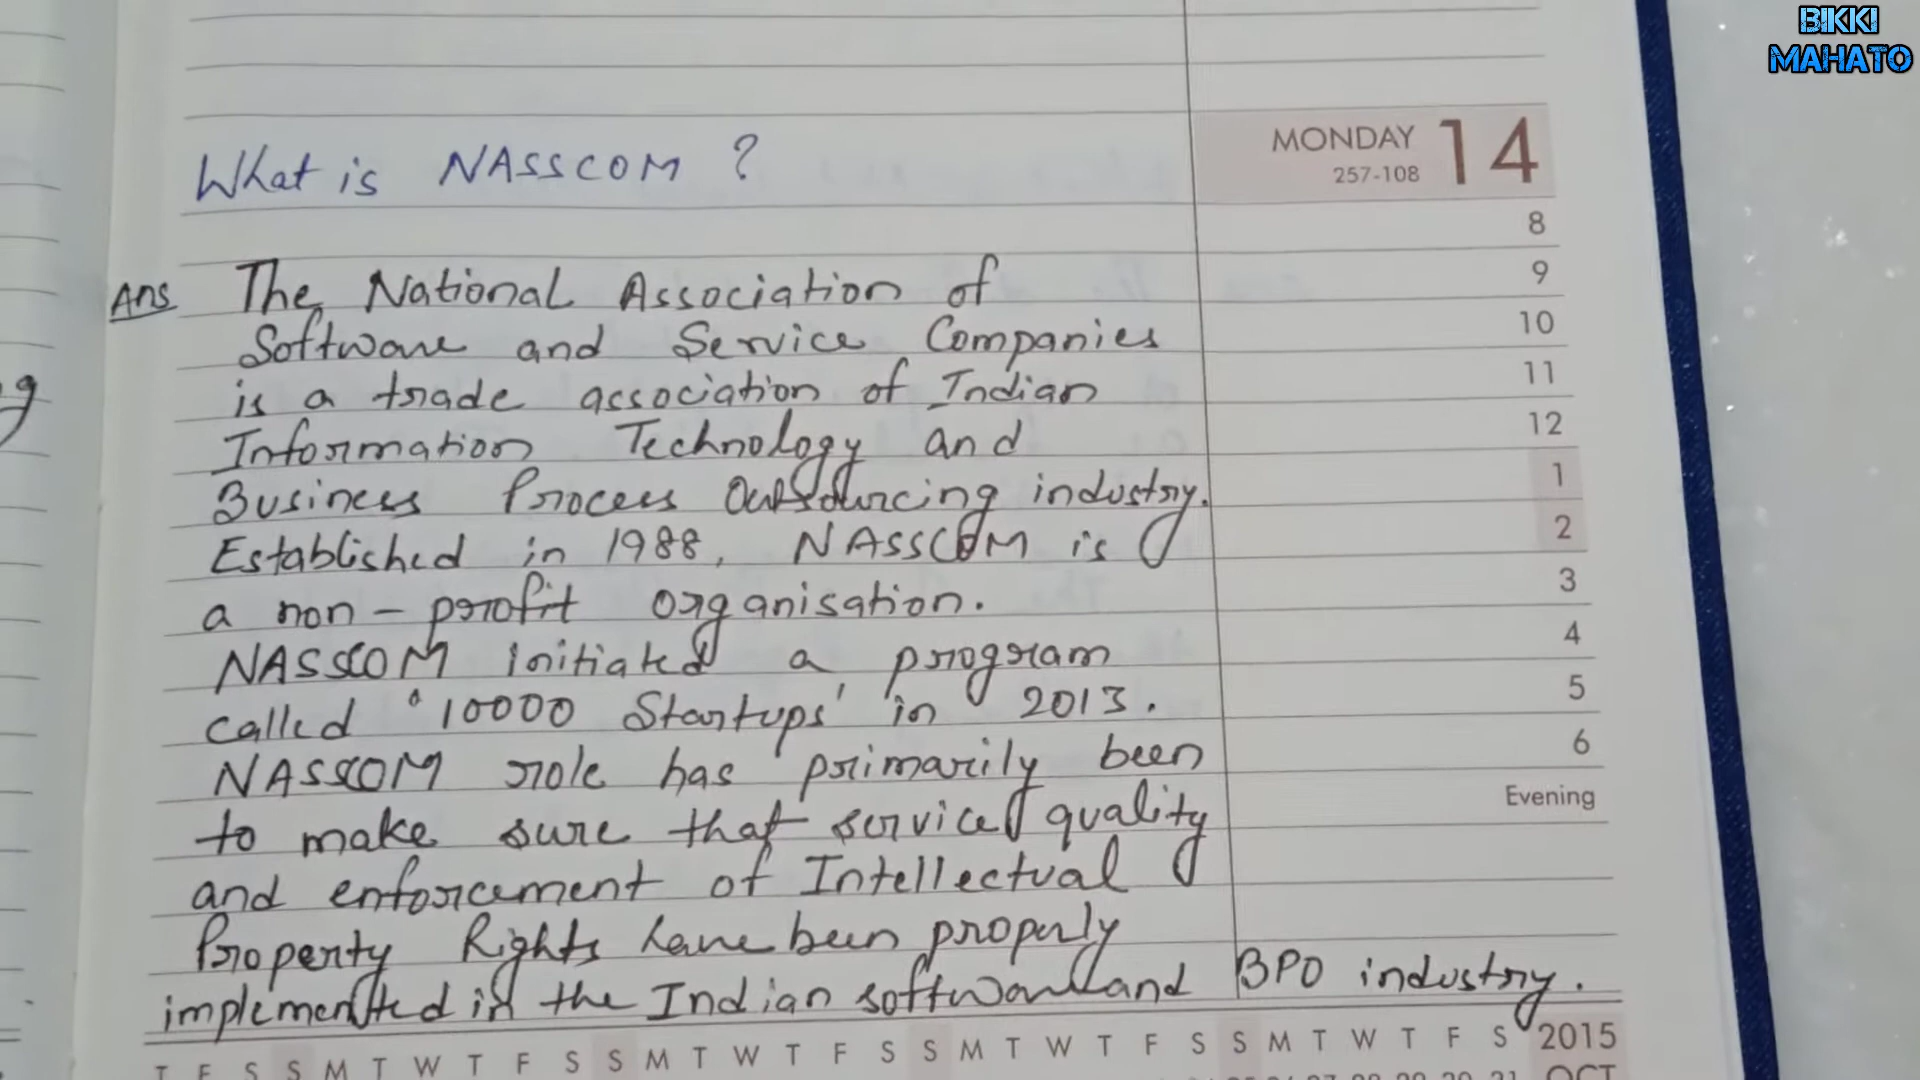 BIKKI
MAHATO
MONDAY 14
257-108
What is NASSCOM ?
8
Ans The National Association of
9
Software and Service Companies
10
is a trade association of Indian
11
Information Technology and
12
Business Process Outsourcing industry.
1
Established in 1988, NASSCOM is
2
a non-profit organisation.
3
NASSCOM initiated a program
4
called '10000 Startups' in 2013.
5
NASSCOM role has primarily been
6
to make sure that service quality
Evening
and enforcement of Intellectual
Property Rights have been properly
implemented in the Indian software and BPO industry.
T F S S M T W T F S S M T W T F S S M T W T F S S M T W T F S 2015
OCT